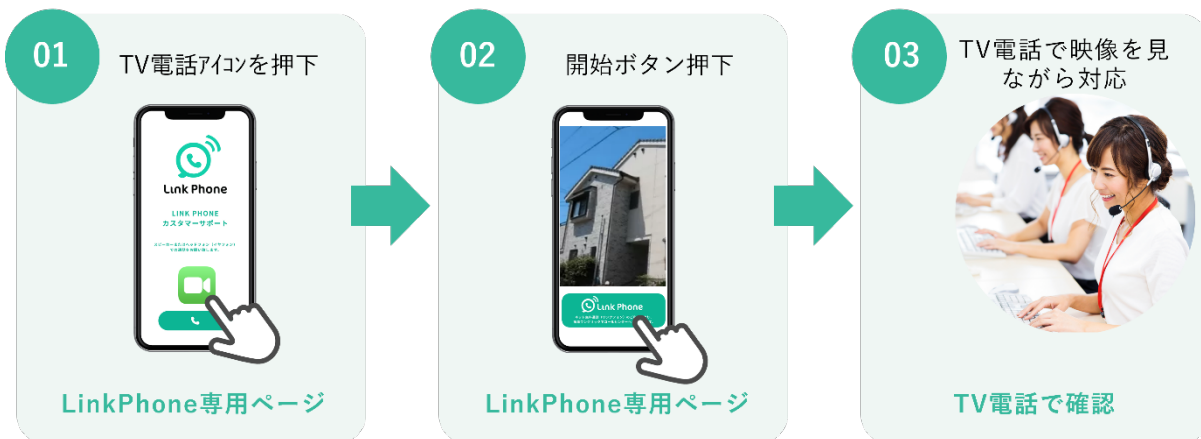 01
TV電話アイコンを押下
Link Phone
LINK PHONE
カスタマーサポート
LinkPhone専用ページ
02
開始ボタン押下
Link Phone
LinkPhone専用ページ
03
TV電話で映像を見
ながら対応
TV電話で確認